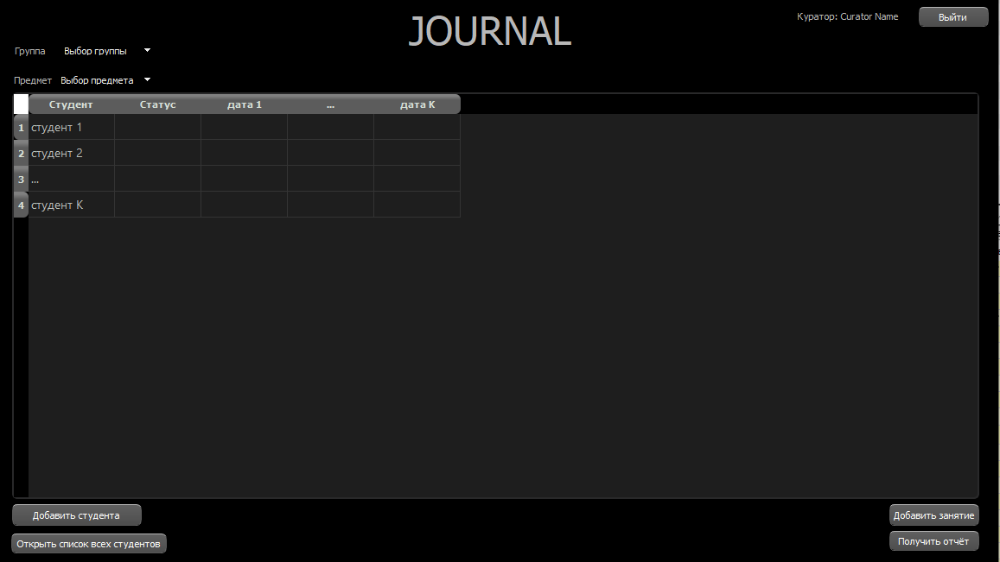 JOURNAL
Куратор: Curator Name
Выйти
Группа Выбор группы
Предмет Выбор предмета
Студент Статус дата 1 ... дата K
1 студент 1
2 студент 2
3 ...
4 студент K
Добавить студента
Добавить занятие
Открыть список всех студентов
Получить отчёт